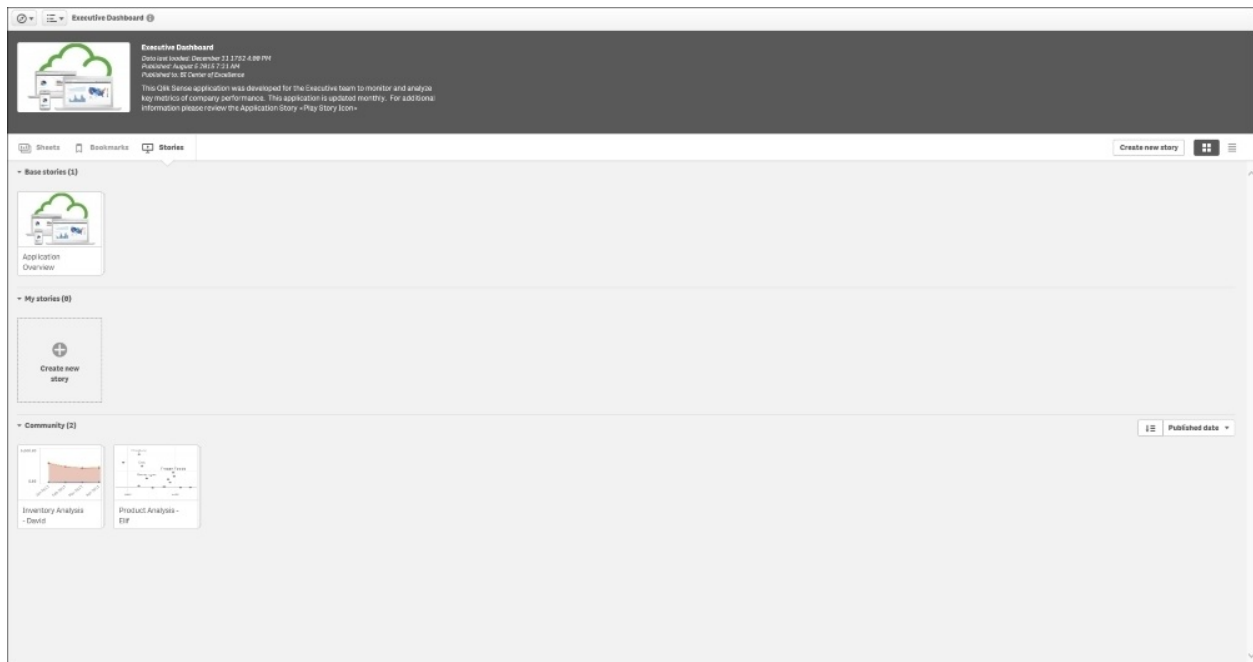 Executive Dashboard
Executive Dashboard
Data last loaded: December 31 1752 4:00 PM
Published: August 5 2015 7:21 AM
Published to: BI Center of Excellence
This Qlik Sense application was developed for the Executive team to monitor and analyze
key metrics of company performance. This application is updated monthly. For additional
information please review the Application Story <Play Story Icon>
Sheets Bookmarks Stories Create new story
Base stories (1)
Application
Overview
My stories (0)
Create new
story
Community (2) Published date
Inventory Analysis
- David
Product Analysis -
Elif